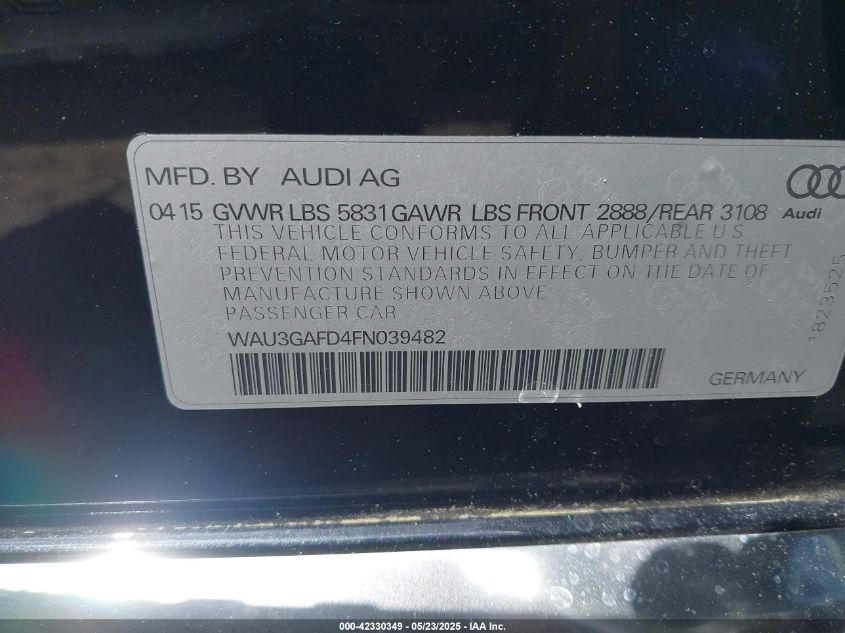 MFD. BY AUDI AG
04 15 GVWR LBS 5831 GAWR LBS FRONT 2888/REAR 3108
Audi
THIS VEHICLE CONFORMS TO ALL APPLICABLE U S
FEDERAL MOTOR VEHICLE SAFETY, BUMPER AND THEFT
PREVENTION STANDARDS IN EFFECT ON THE DATE OF
MANUFACTURE SHOWN ABOVE
PASSENGER CAR
WAU3GAFD4FN039482
GERMANY
1823525
000-42330349 - 05/23/2025 - IAA Inc.